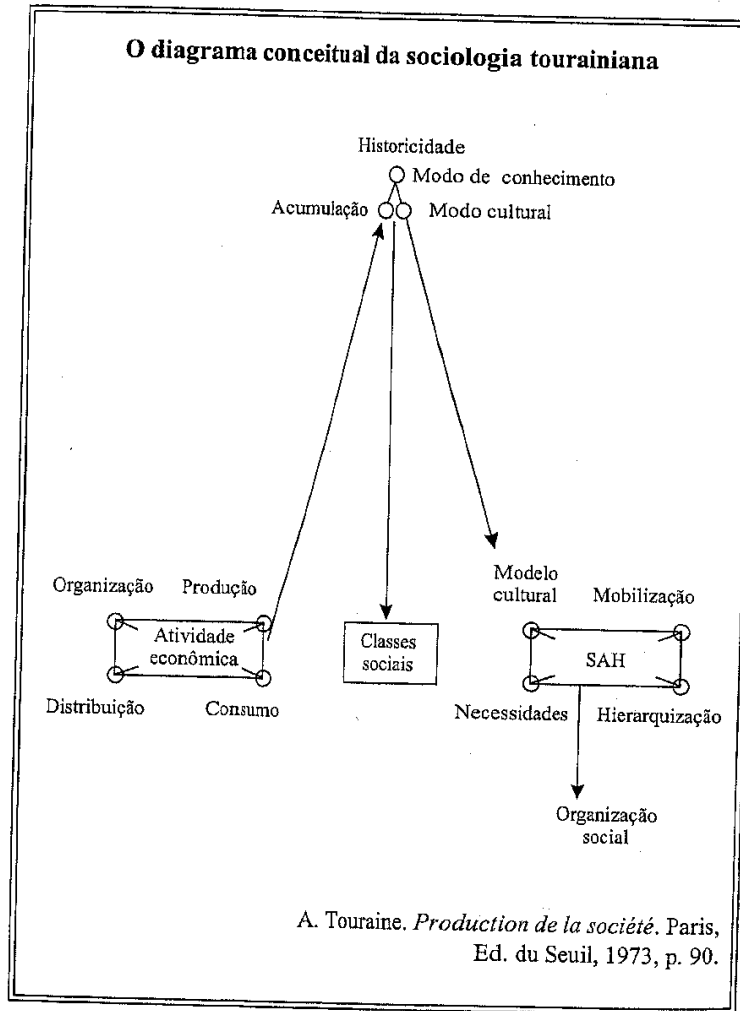 O diagrama conceitual da sociologia tourainiana
Historicidade
Modo de conhecimento
Acumulação
Modo cultural
Organização
Produção
Atividade
econômica
Distribuição
Consumo
Classes
sociais
Modelo
cultural
Mobilização
SAH
Necessidades
Hierarquização
Organização
social
A. Touraine. Production de la société. Paris,
Ed. du Seuil, 1973, p. 90.